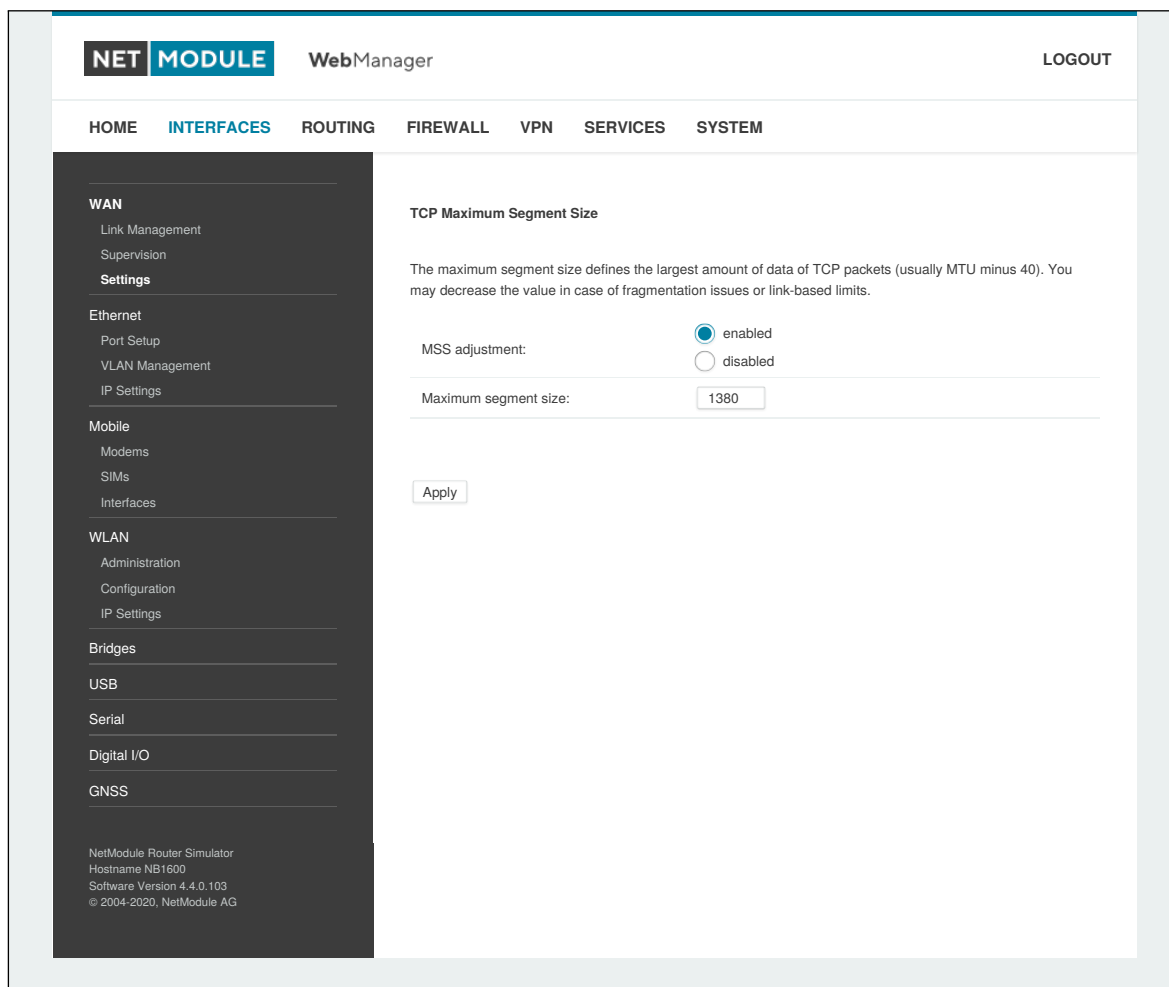 NET MODULE WebManager LOGOUT
HOME INTERFACES ROUTING FIREWALL VPN SERVICES SYSTEM
WAN
Link Management
Supervision
Settings
Ethernet
Port Setup
VLAN Management
IP Settings
Mobile
Modems
SIMs
Interfaces
WLAN
Administration
Configuration
IP Settings
Bridges
USB
Serial
Digital I/O
GNSS
NetModule Router Simulator
Hostname NB1600
Software Version 4.4.0.103
© 2004-2020, NetModule AG
TCP Maximum Segment Size
The maximum segment size defines the largest amount of data of TCP packets (usually MTU minus 40). You
may decrease the value in case of fragmentation issues or link-based limits.
MSS adjustment:
enabled
disabled
Maximum segment size: 1380
Apply